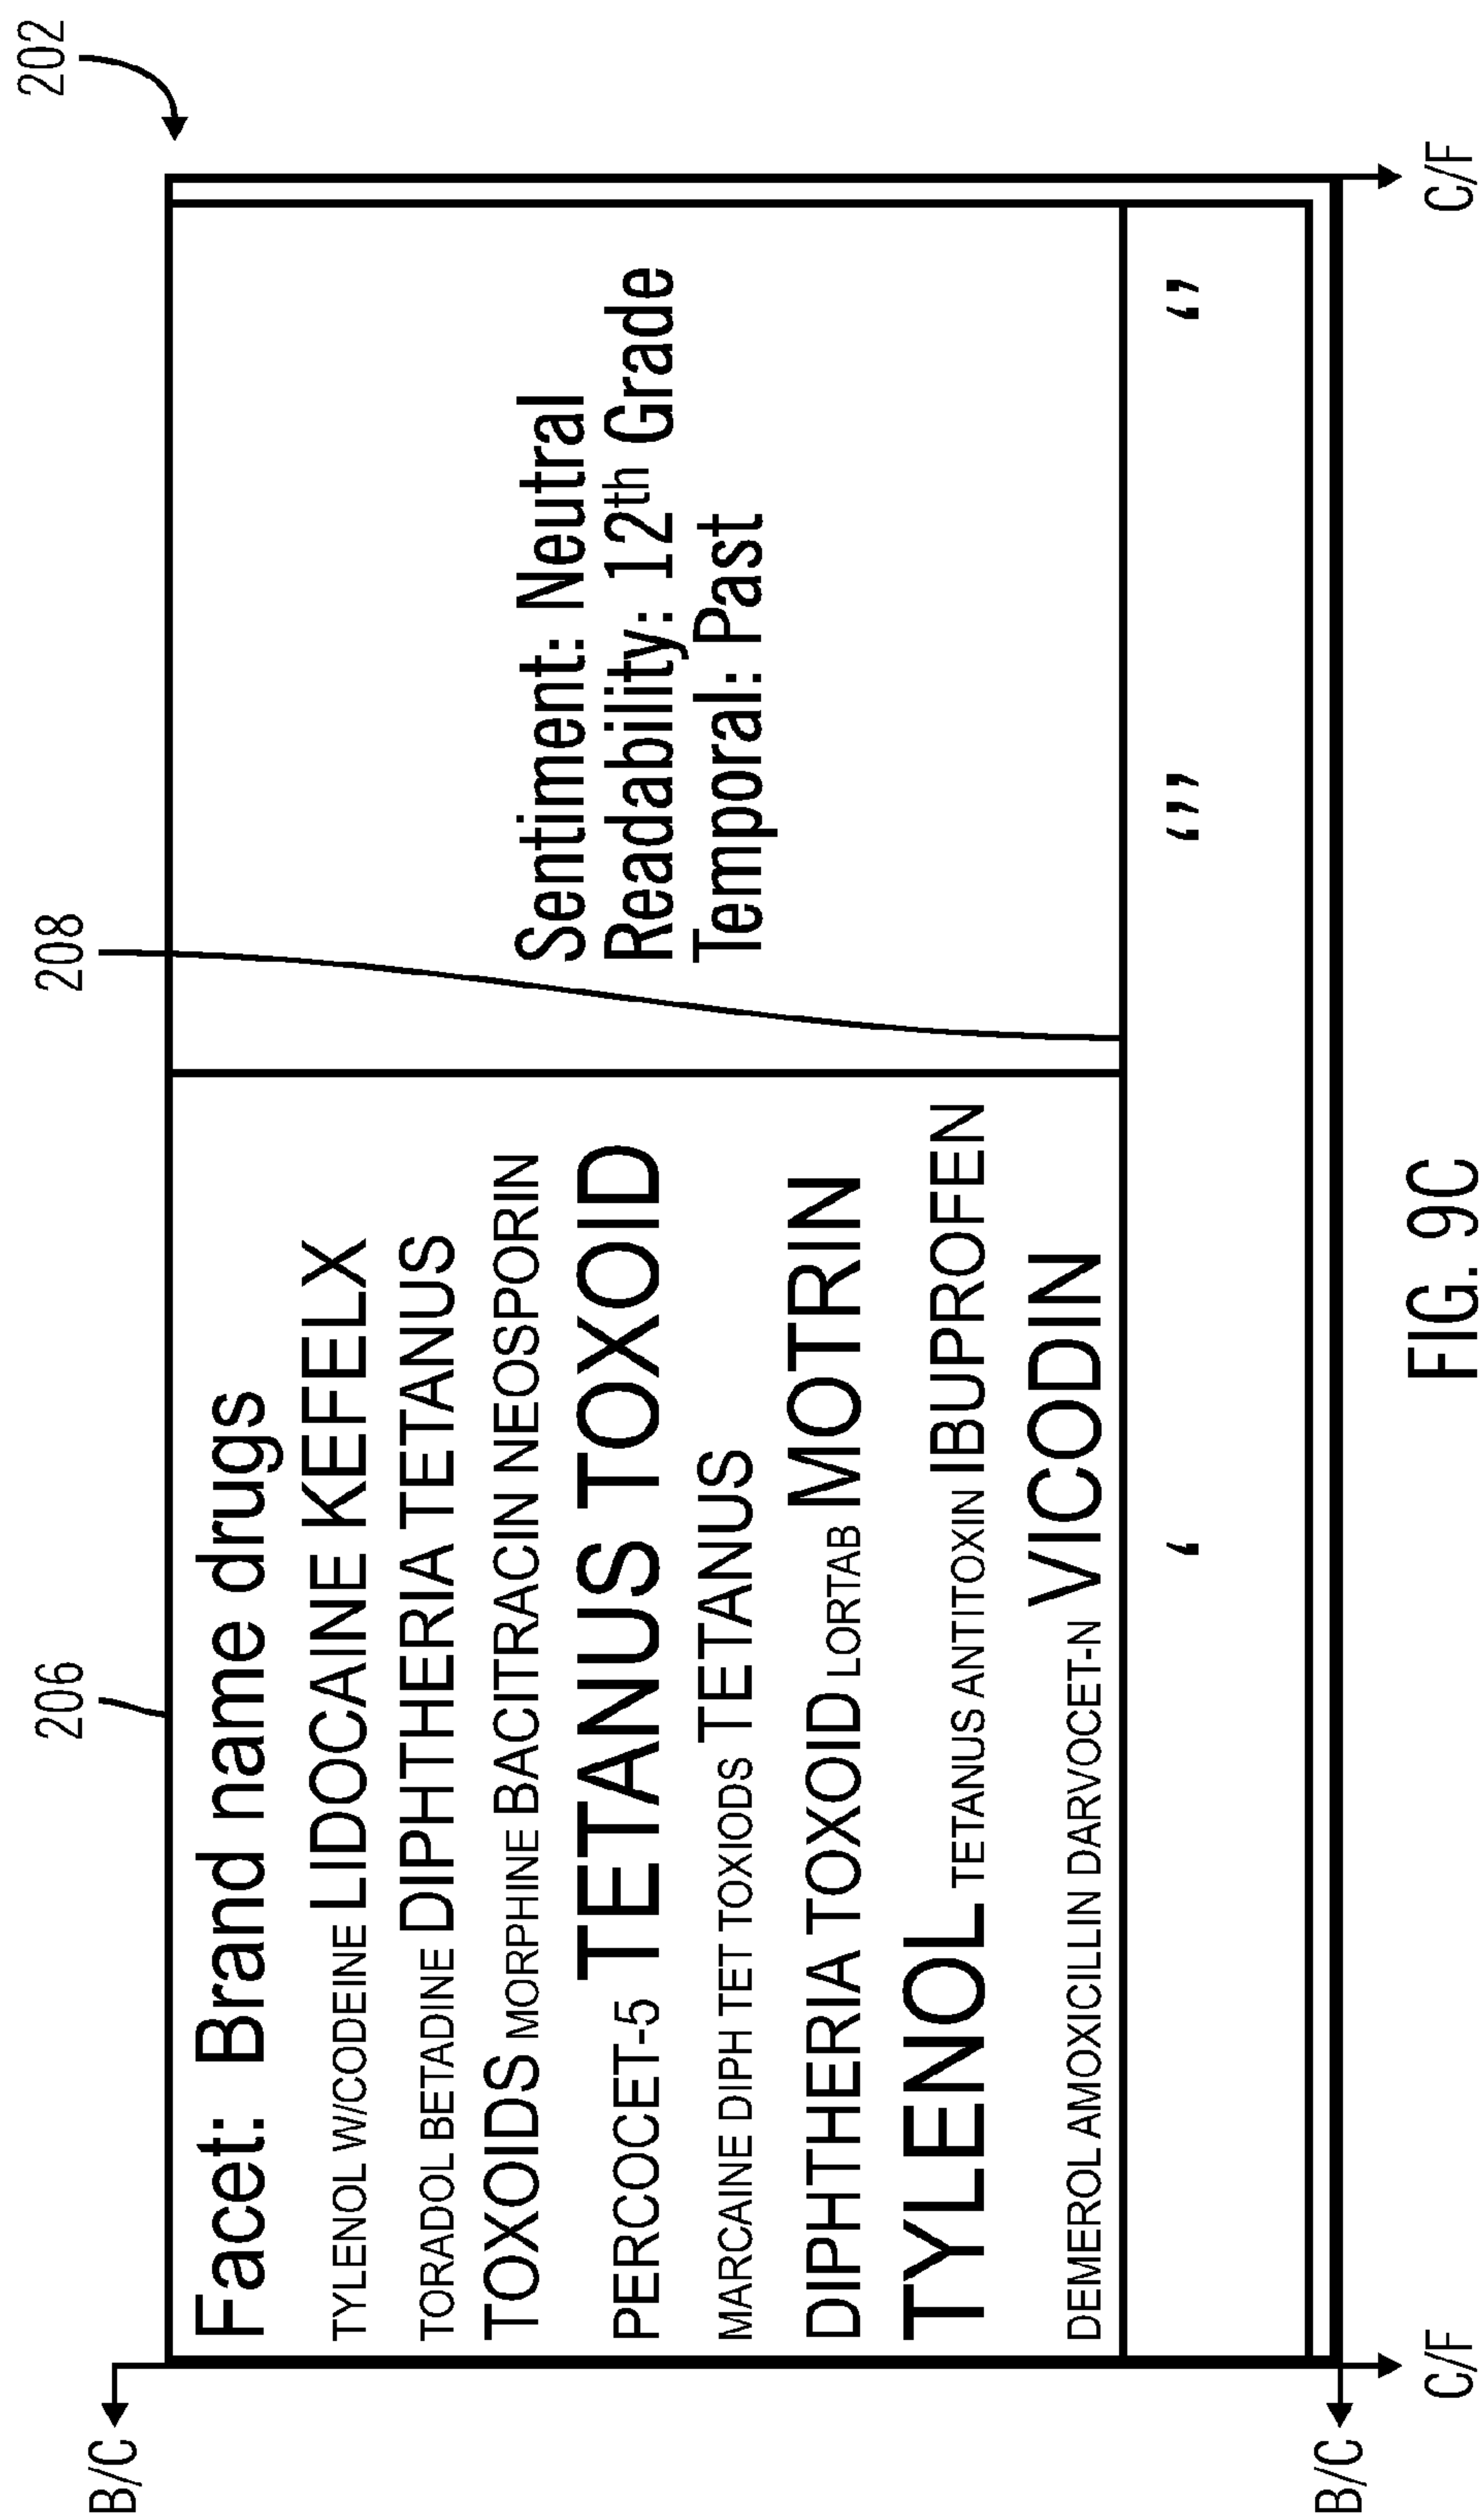 202
206
208
B/C
Facet: Brand name drugs
TYLENOL W/CODEINE LIDOCAINE KEFELX
TORADOL BETADINE DIPHTHERIA TETANUS
TOXOIDS MORPHINE BACITRACIN NEOSPORIN
PERCOCET-5 TETANUS TOXOID
MARCAINE DIPH TET TOXIODS TETANUS
DIPHTHERIA TOXOID LORTAB MOTRIN
TYLENOL TETANUS ANTITOXIN IBUPROFEN
DEMEROL AMOXICILLIN DARVOCET-N VICODIN
Sentiment: Neutral
Readability: 12th Grade
Temporal: Past
‘ ‘’’ ‘’
B/C
C/F
C/F
FIG. 9C